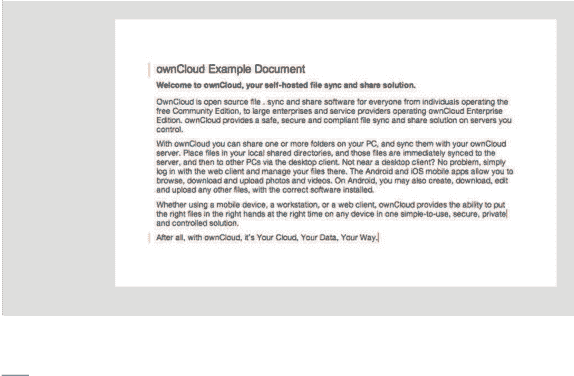 ownCloud Example Document
Welcome to ownCloud, your self-hosted file sync and share solution.
OwnCloud is open source file . sync and share software for everyone from individuals operating the
free Community Edition, to large enterprises and service providers operating ownCloud Enterprise
Edition. ownCloud provides a safe, secure and compliant file sync and share solution on servers you
control.
With ownCloud you can share one or more folders on your PC, and sync them with your ownCloud
server. Place files in your local shared directories, and those files are immediately synced to the
server, and then to other PCs via the desktop client. Not near a desktop client? No problem, simply
log in with the web client and manage your files there. The Android and iOS mobile apps allow you to
browse, download and upload photos and videos. On Android, you may also create, download, edit
and upload any other files, with the correct software installed.
Whether using a mobile device, a workstation, or a web client, ownCloud provides the ability to put
the right files in the right hands at the right time on any device in one simple-to-use, secure, private
and controlled solution.
After all, with ownCloud, it's Your Cloud, Your Data, Your Way.